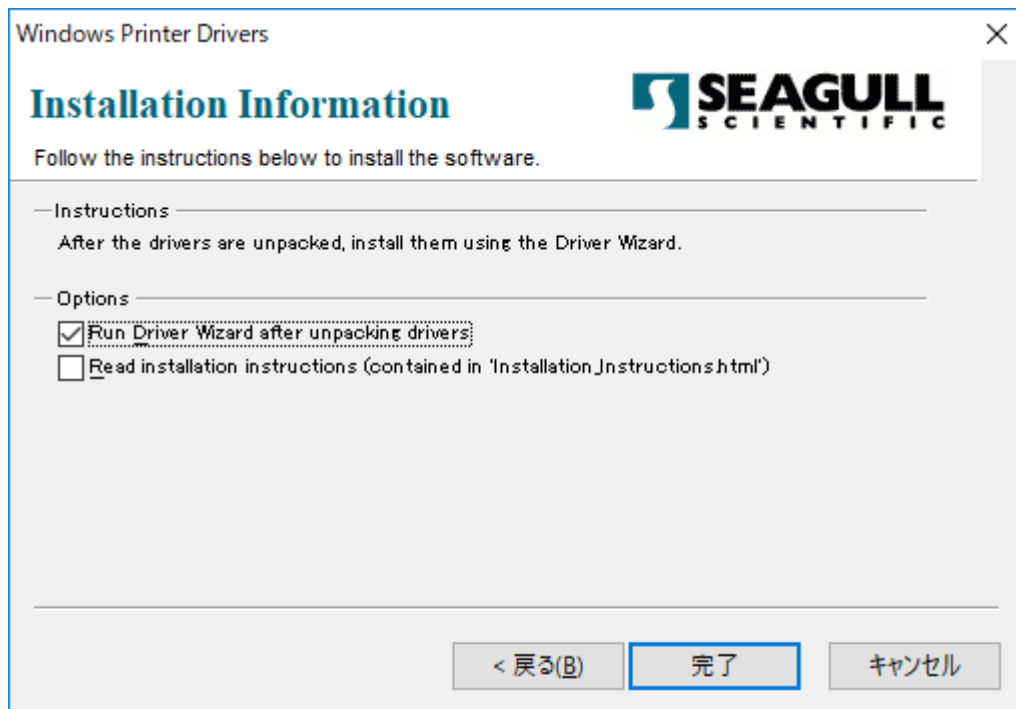 Windows Printer Drivers
Installation Information
SEAGULL
SCIENTIFIC
Follow the instructions below to install the software.
Instructions
After the drivers are unpacked, install them using the Driver Wizard.
Options
Run Driver Wizard after unpacking drivers
Read installation instructions (contained in 'Installation_Instructions.html')
< 戻る(B)
完了
キャンセル